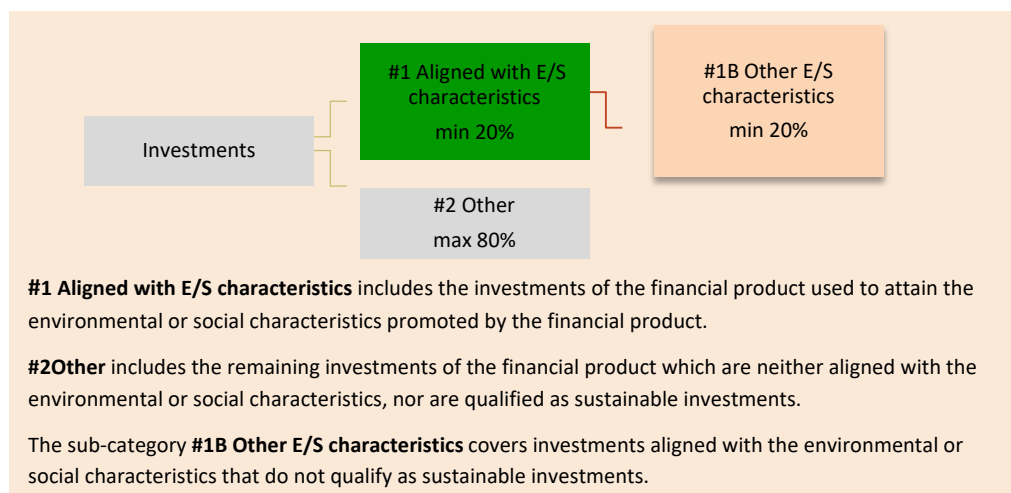 #1 Aligned with E/S
characteristics
min 20%
#1B Other E/S
characteristics
min 20%
Investments
#2 Other
max 80%
#1 Aligned with E/S characteristics includes the investments of the financial product used to attain the
environmental or social characteristics promoted by the financial product.
#2Other includes the remaining investments of the financial product which are neither aligned with the
environmental or social characteristics, nor are qualified as sustainable investments.
The sub-category #1B Other E/S characteristics covers investments aligned with the environmental or
social characteristics that do not qualify as sustainable investments.